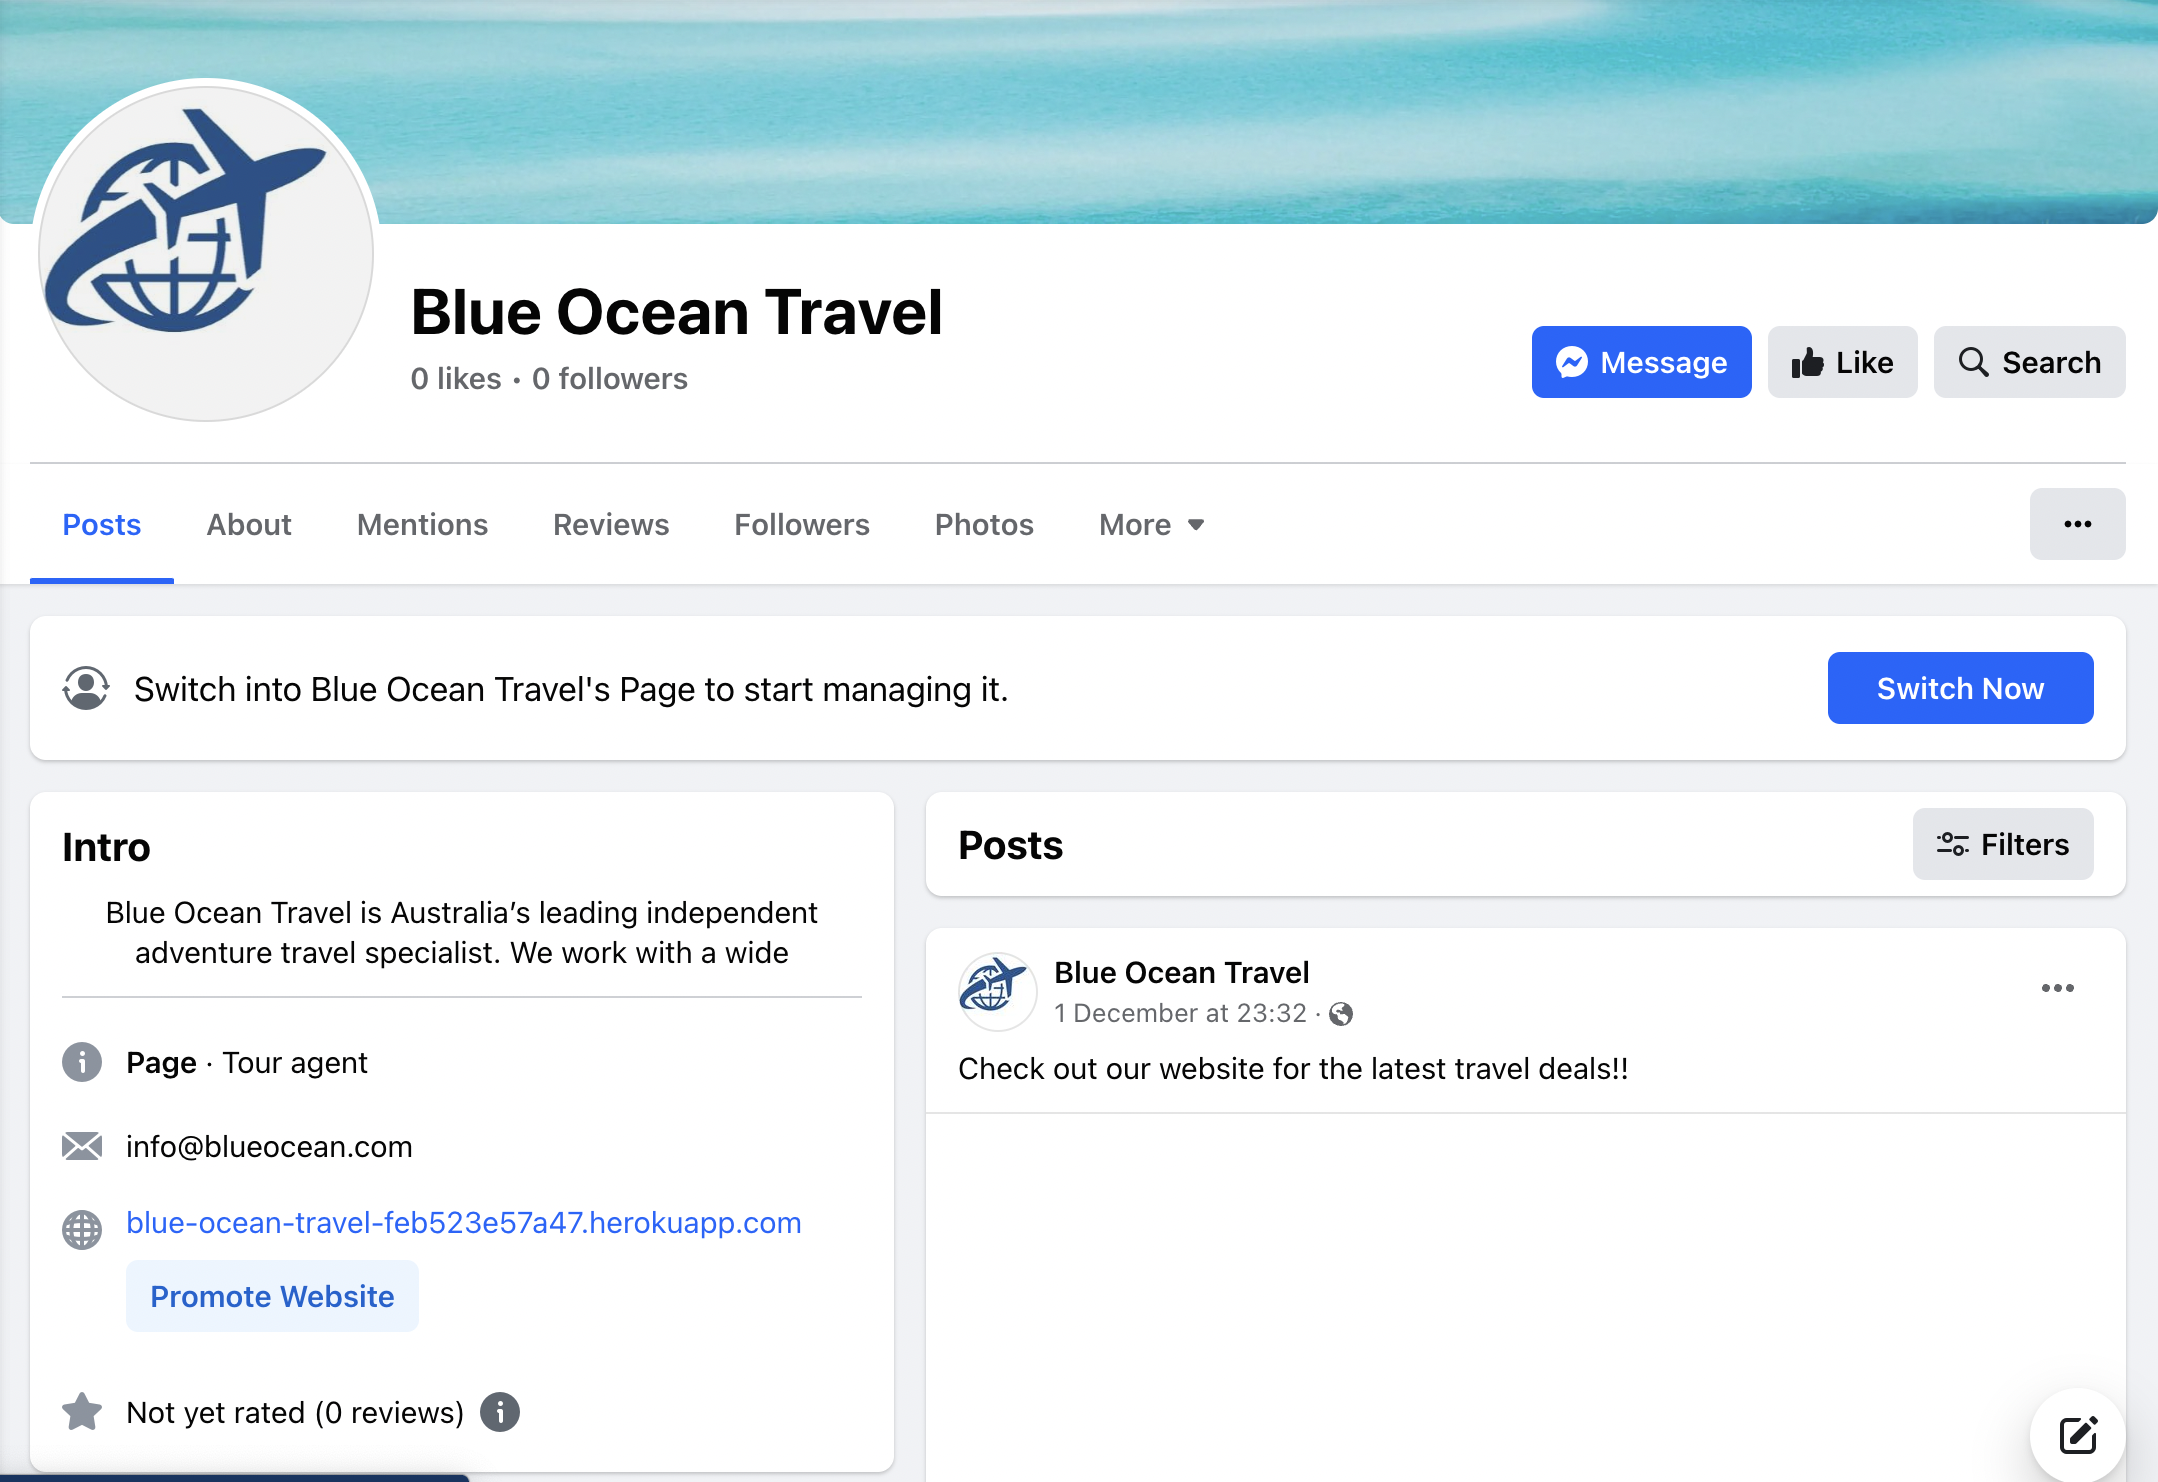 Blue Ocean Travel
0 likes • 0 followers
Message
Like
Search
Posts
About
Mentions
Reviews
Followers
Photos
More
Switch into Blue Ocean Travel's Page to start managing it.
Switch Now
Intro
Blue Ocean Travel is Australia’s leading independent
adventure travel specialist. We work with a wide
Page · Tour agent
info@blueocean.com
blue-ocean-travel-feb523e57a47.herokuapp.com
Promote Website
Not yet rated (0 reviews)
Posts
Filters
Blue Ocean Travel
1 December at 23:32 ·
Check out our website for the latest travel deals!!